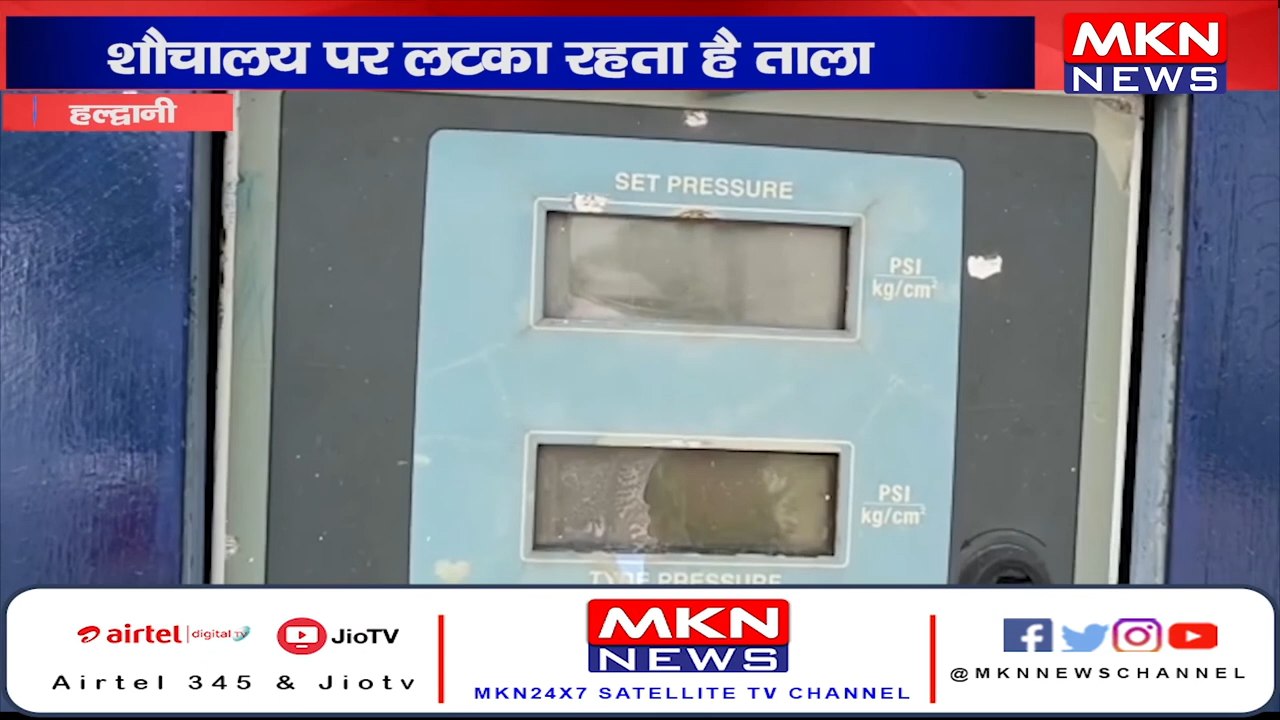 शौचालय पर लटका रहता है ताला
MKN
NEWS
हल्द्वानी
SET PRESSURE
PSI
kg/cm²
PSI
kg/cm²
PRESSURE
airtel digital TV
JioTV
Airtel 345 & Jiotv
MKN
NEWS
MKN24X7 SATELLITE TV CHANNEL
@MKNNEWSCHANNEL